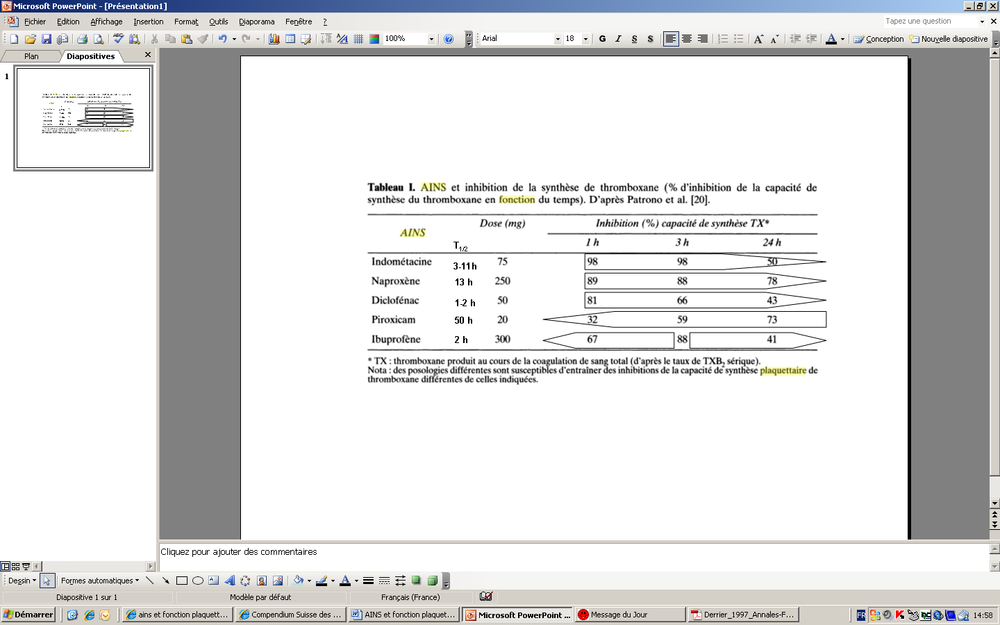 Microsoft PowerPoint - [Présentation1]
Fichier Edition Affichage Insertion Format Outils Diaporama Fenêtre ? Tapez une question
100% Arial 18 G I S S A A A Conception Nouvelle diapositive
Plan Diapositives
1
Tableau I. AINS et inhibition de la synthèse de thromboxane (% d'inhibition de la capacité de
synthèse du thromboxane en fonction du temps). D'après Patrono et al. [20].
AINS Dose (mg) Inhibition (%) capacité de synthèse TX*
T1/2 1 h 3 h 24 h
Indométacine 3-11h 75 98 98 50
Naproxène 13 h 250 89 88 78
Diclofénac 1-2 h 50 81 66 43
Piroxicam 50 h 20 32 59 73
Ibuprofène 2 h 300 67 88 41
* TX : thromboxane produit au cours de la coagulation de sang total (d'après le taux de TXB2 sérique).
Nota : des posologies différentes sont susceptibles d'entraîner des inhibitions de la capacité de synthèse plaquettaire de
thromboxane différentes de celles indiquées.
Cliquez pour ajouter des commentaires
Dessin Formes automatiques
Diapositive 1 sur 1 Modèle par défaut Français (France)
Démarrer ains et fonction plaquett... Compendium Suisse des ... AINS et fonction plaquet... Microsoft PowerPoint ... Message du Jour Derrier_1997_Annales-F... FR 14:58